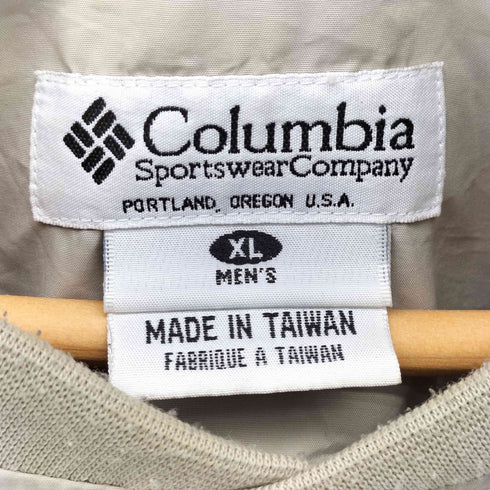 Columbia
SportswearCompany
PORTLAND, OREGON U.S.A.
XL
MEN'S
MADE IN TAIWAN
FABRIQUE A TAIWAN